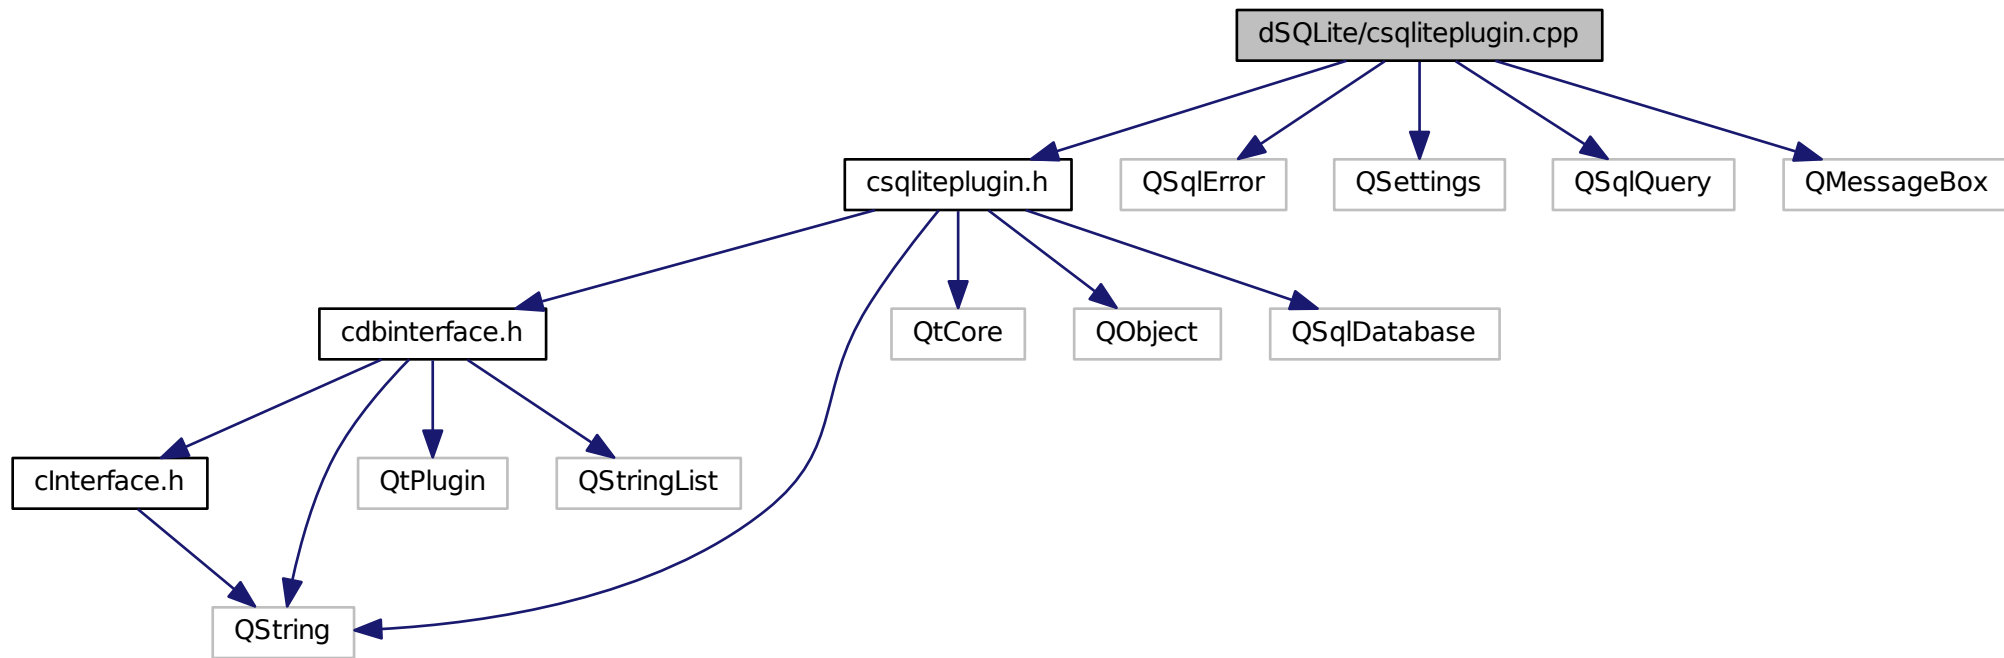 dSQLite/csqliteplugin.cpp
csqliteplugin.h
QSqlError
QSettings
QSqlQuery
QMessageBox
cdbinterface.h
QtCore
QObject
QSqlDatabase
cInterface.h
QtPlugin
QStringList
QString